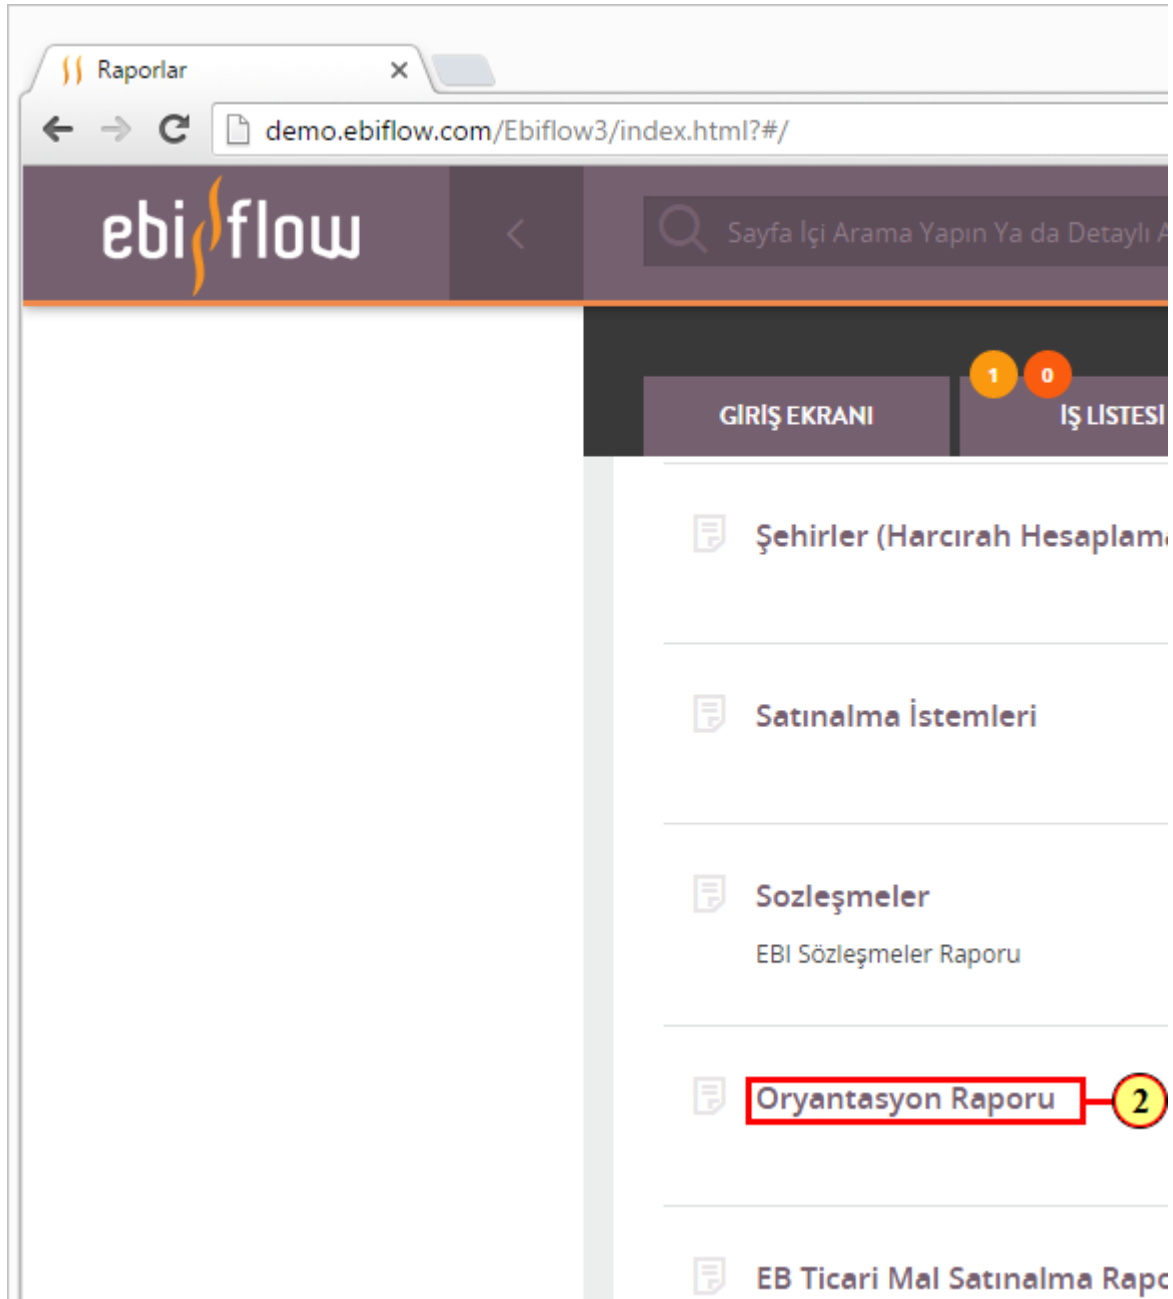 Raporlar
demo.ebiflow.com/Ebiflow3/index.html?#/
ebiflow
Sayfa İçi Arama Yapın Ya da Detaylı
1 0
GİRİŞ EKRANI
İŞ LİSTESİ
Şehirler (Harcırah Hesaplama
Satınalma İstemleri
Sozleşmeler
EBI Sözleşmeler Raporu
Oryantasyon Raporu
2
EB Ticari Mal Satınalma Rapo